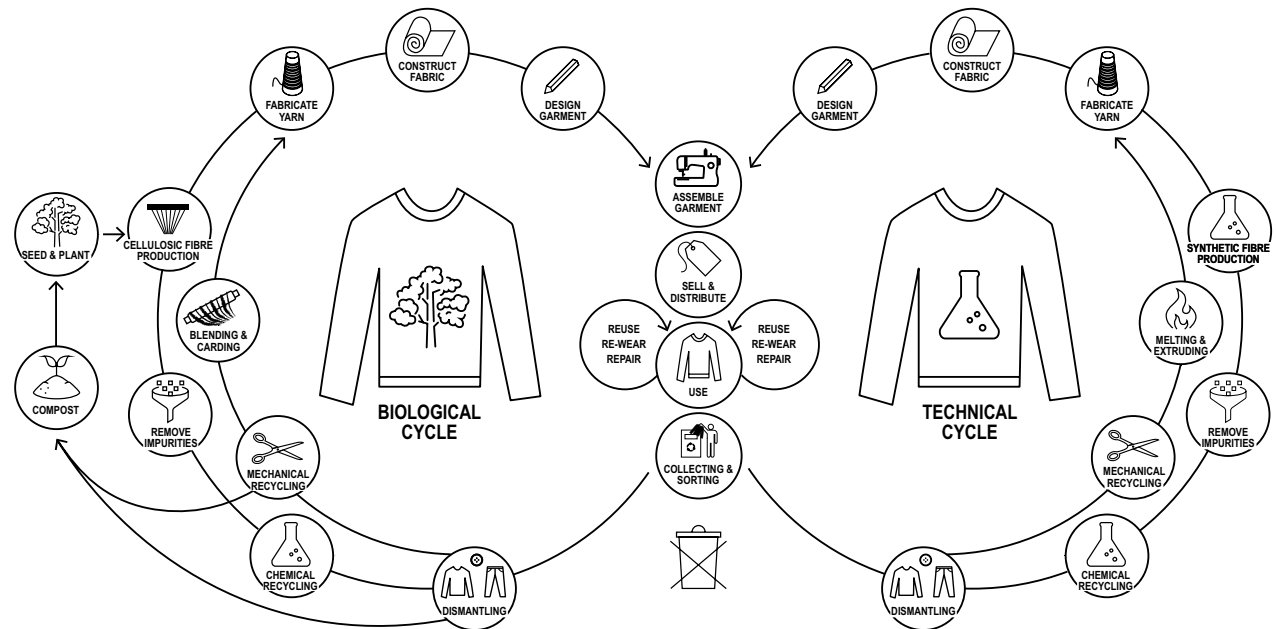 CONSTRUCT
FABRIC
FABRICATE
YARN
DESIGN
GARMENT
CELLULOSIC FIBRE
PRODUCTION
SEED & PLANT
BLENDING &
CARDING
COMPOST
REMOVE
IMPURITIES
MECHANICAL
RECYCLING
CHEMICAL
RECYCLING
DISMANTLING
BIOLOGICAL
CYCLE
ASSEMBLE
GARMENT
SELL &
DISTRIBUTE
REUSE
RE-WEAR
REPAIR
USE
REUSE
RE-WEAR
REPAIR
COLLECTING &
SORTING
CONSTRUCT
FABRIC
DESIGN
GARMENT
FABRICATE
YARN
SYNTHETIC FIBRE
PRODUCTION
MELTING &
EXTRUDING
REMOVE
IMPURITIES
MECHANICAL
RECYCLING
CHEMICAL
RECYCLING
DISMANTLING
TECHNICAL
CYCLE